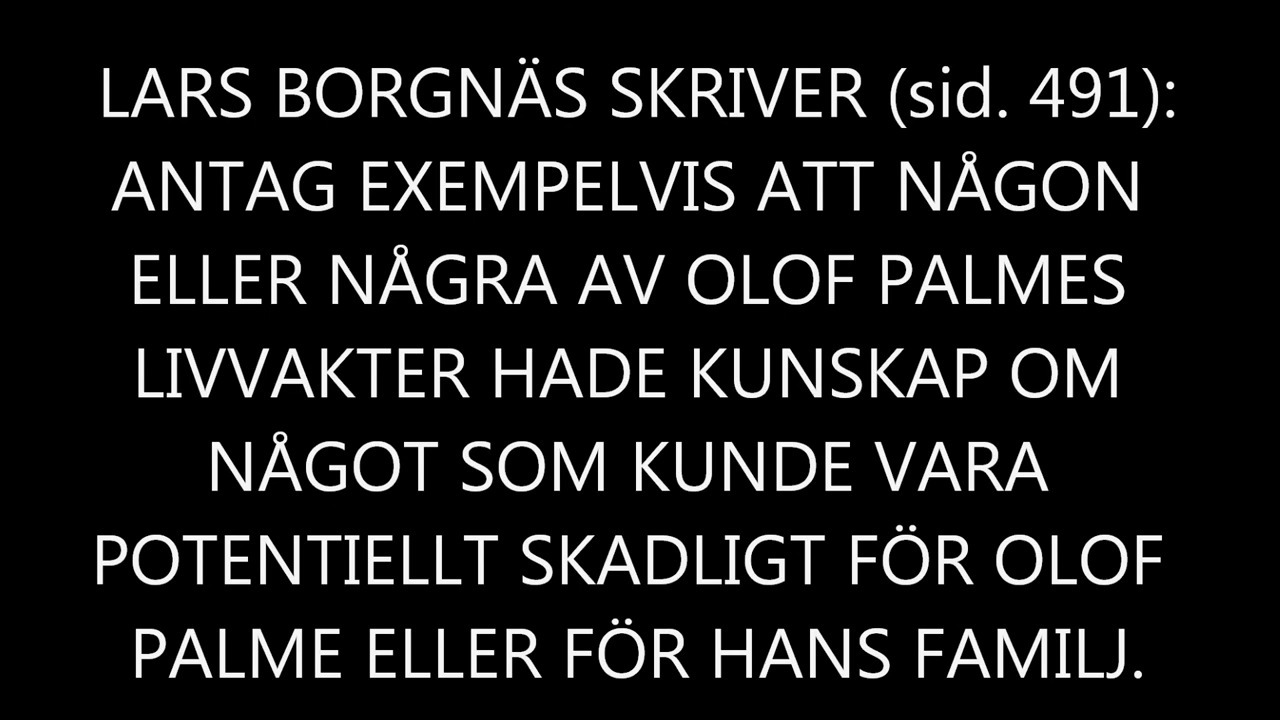 LARS BORGNÄS SKRIVER (sid. 491):
ANTAG EXEMPELVIS ATT NÅGON
ELLER NÅGRA AV OLOF PALMES
LIVVAKTER HADE KUNSKAP OM
NÅGOT SOM KUNDE VARA
POTENTIELLT SKADLIGT FÖR OLOF
PALME ELLER FÖR HANS FAMILJ.